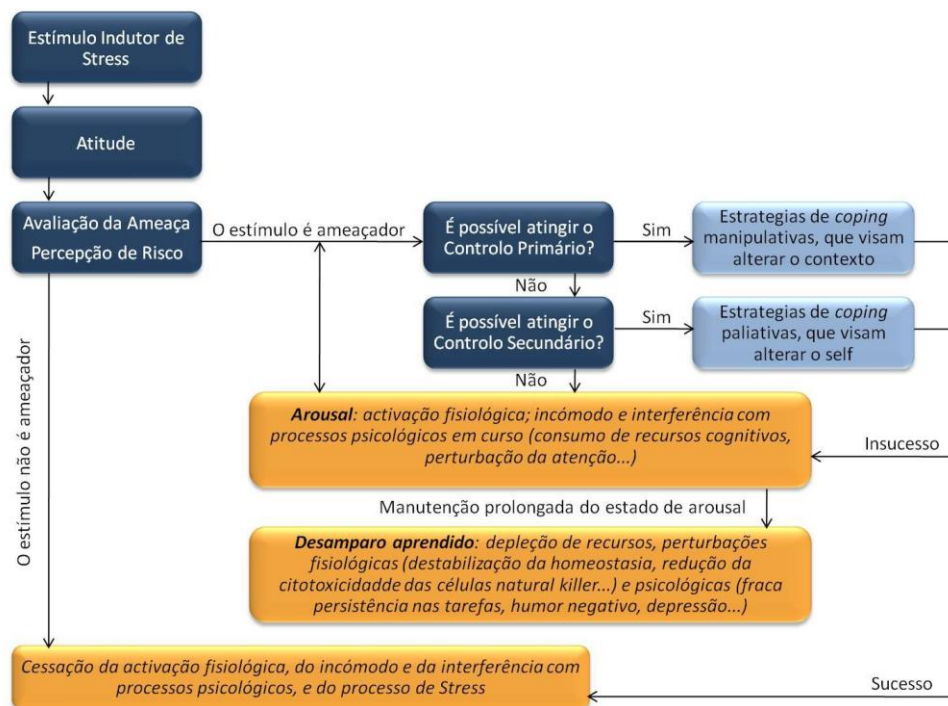 Estímulo Indutor de
Stress
Atitude
Avaliação da Ameaça
Percepção de Risco
O estímulo é ameaçador
É possível atingir o
Controlo Primário?
Sim
Estrategias de coping
manipulativas, que visam
alterar o contexto
Não
É possível atingir o
Controlo Secundário?
Sim
Estrategias de coping
paliativas, que visam
alterar o self
Não
O estímulo não é ameaçador
Arousal: activação fisiológica; incómodo e interferência com
processos psicológicos em curso (consumo de recursos cognitivos,
perturbação da atenção...)
Insucesso
Manutenção prolongada do estado de arousal
Desamparo aprendido: depleção de recursos, perturbações
fisiológicas (destabilização da homeostasia, redução da
citotoxicidadde das células natural killer...) e psicológicas (fraca
persistência nas tarefas, humor negativo, depressão...)
Cessação da activação fisiológica, do incómodo e da interferência com
processos psicológicos, e do processo de Stress
Sucesso